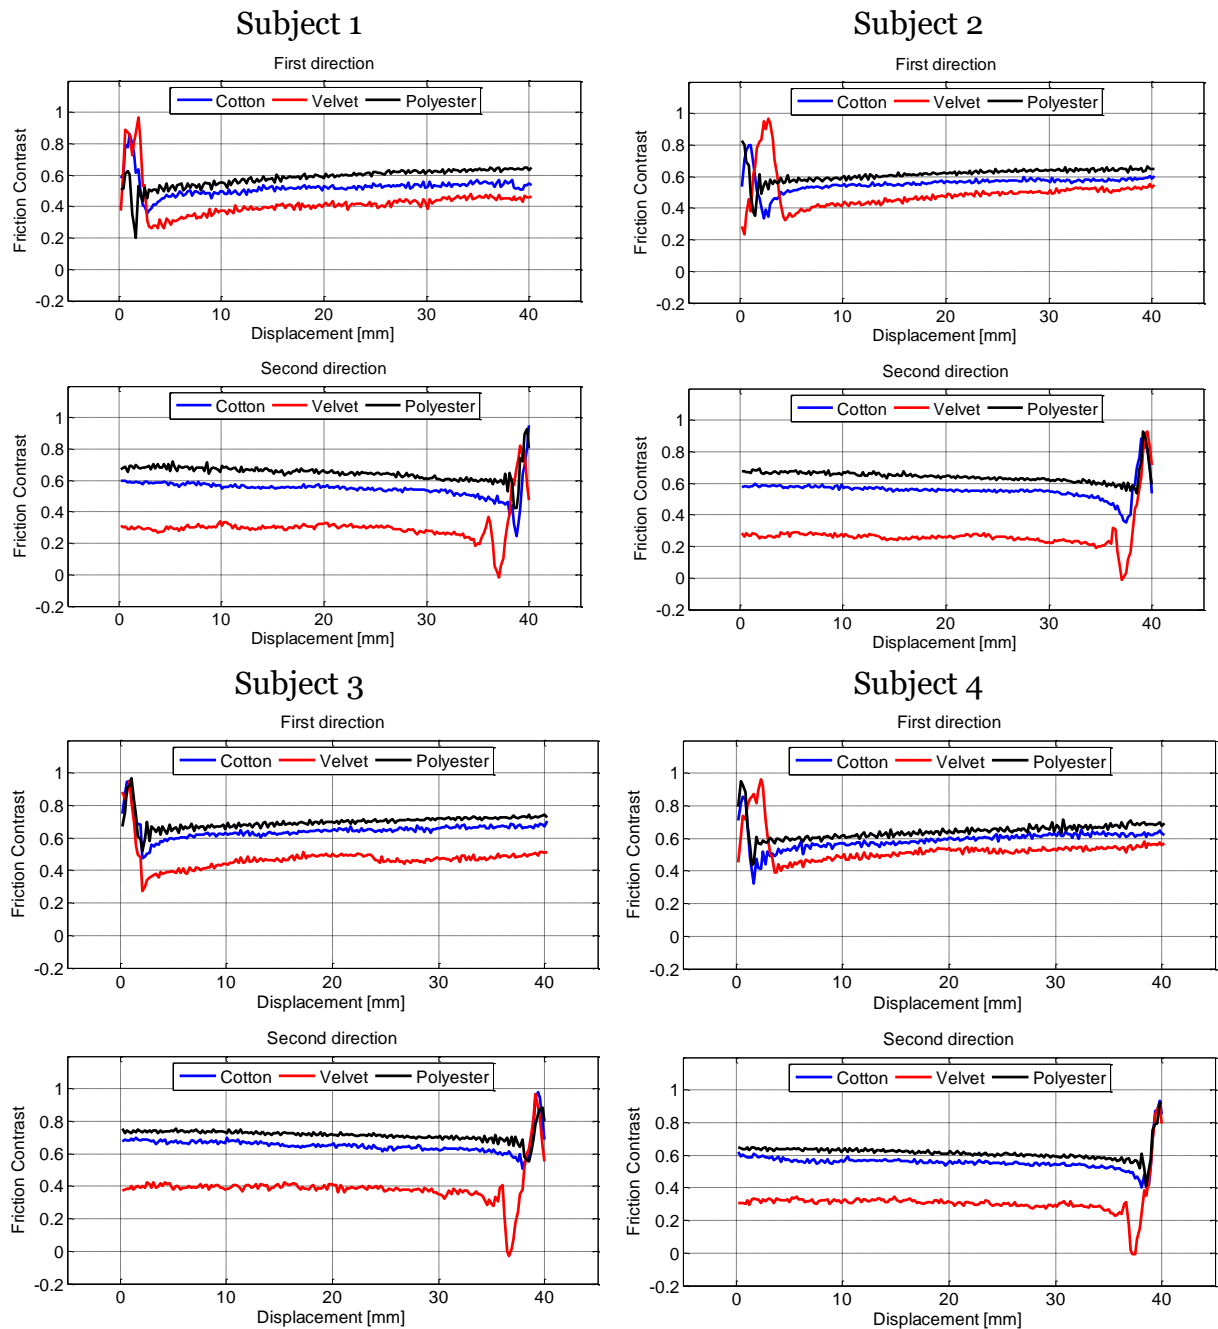 Subject 1
First direction
Cotton Velvet Polyester
Friction Contrast
1
0.8
0.6
0.4
0.2
0
-0.2
0 10 20 30 40
Displacement [mm]
Second direction
Cotton Velvet Polyester
Friction Contrast
1
0.8
0.6
0.4
0.2
0
-0.2
0 10 20 30 40
Displacement [mm]
Subject 2
First direction
Cotton Velvet Polyester
Friction Contrast
1
0.8
0.6
0.4
0.2
0
-0.2
0 10 20 30 40
Displacement [mm]
Second direction
Cotton Velvet Polyester
Friction Contrast
1
0.8
0.6
0.4
0.2
0
-0.2
0 10 20 30 40
Displacement [mm]
Subject 3
First direction
Cotton Velvet Polyester
Friction Contrast
1
0.8
0.6
0.4
0.2
0
-0.2
0 10 20 30 40
Displacement [mm]
Second direction
Cotton Velvet Polyester
Friction Contrast
1
0.8
0.6
0.4
0.2
0
-0.2
0 10 20 30 40
Displacement [mm]
Subject 4
First direction
Cotton Velvet Polyester
Friction Contrast
1
0.8
0.6
0.4
0.2
0
-0.2
0 10 20 30 40
Displacement [mm]
Second direction
Cotton Velvet Polyester
Friction Contrast
1
0.8
0.6
0.4
0.2
0
-0.2
0 10 20 30 40
Displacement [mm]